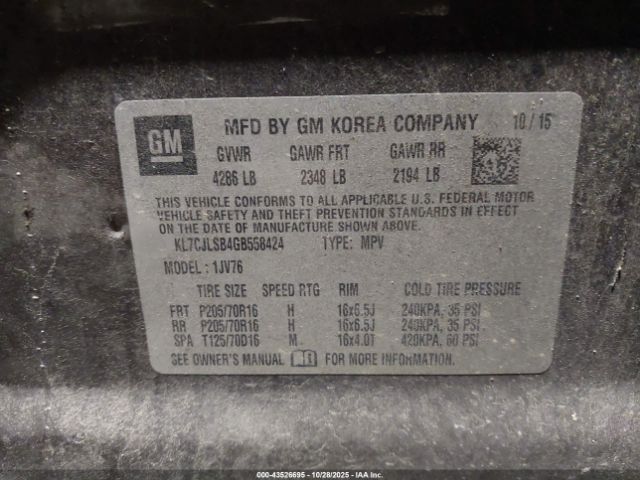 GM
MFD BY GM KOREA COMPANY 10/15
GVWR GAWR FRT GAWR RR
4286 LB 2348 LB 2194 LB
THIS VEHICLE CONFORMS TO ALL APPLICABLE U.S. FEDERAL MOTOR
VEHICLE SAFETY AND THEFT PREVENTION STANDARDS IN EFFECT
ON THE DATE OF MANUFACTURE SHOWN ABOVE.
KL7CJLSB4GB558424 TYPE: MPV
MODEL: 1JV76
TIRE SIZE SPEED RTG RIM COLD TIRE PRESSURE
FRT P205/70R16 H 16x6.5J 240KPA, 35 PSI
RR P205/70R16 H 16x6.5J 240KPA, 35 PSI
SPA T125/70D16 M 16x4.0T 420KPA, 60 PSI
SEE OWNER'S MANUAL FOR MORE INFORMATION.
000-43526695 | 10/28/2025 | IAAI.COM